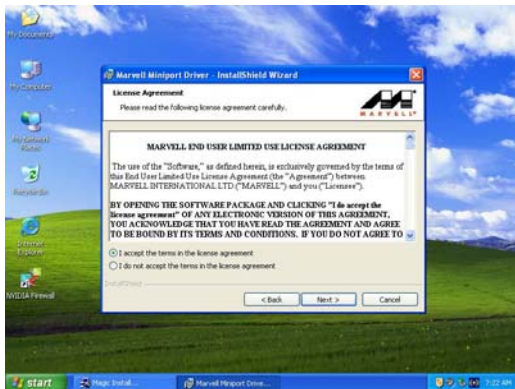 My Documents
My Computer
My Network
Places
Recycle Bin
Internet
Explorer
NVIDIA Firewall
Marvell Miniport Driver - InstallShield Wizard
License Agreement
Please read the following license agreement carefully.
MARVELL
MARVELL END USER LIMITED USE LICENSE AGREEMENT
The use of the "Software," as defined herein, is exclusively governed by the terms of
this End User Limited Use License Agreement (the "Agreement") between
MARVELL INTERNATIONAL LTD ("MARVELL") and you ("Licensee").
BY OPENING THE SOFTWARE PACKAGE AND CLICKING "I do accept the
license agreement" OF ANY ELECTRONIC VERSION OF THIS AGREEMENT,
YOU ACKNOWLEDGE THAT YOU HAVE READ THE AGREEMENT AND AGREE
TO BE BOUND BY ITS TERMS AND CONDITIONS. IF YOU DO NOT AGREE TO
I accept the terms in the license agreement
I do not accept the terms in the license agreement
InstallShield
< Back
Next >
Cancel
start
Magic Install...
Marvell Miniport Drive...
7:22 AM